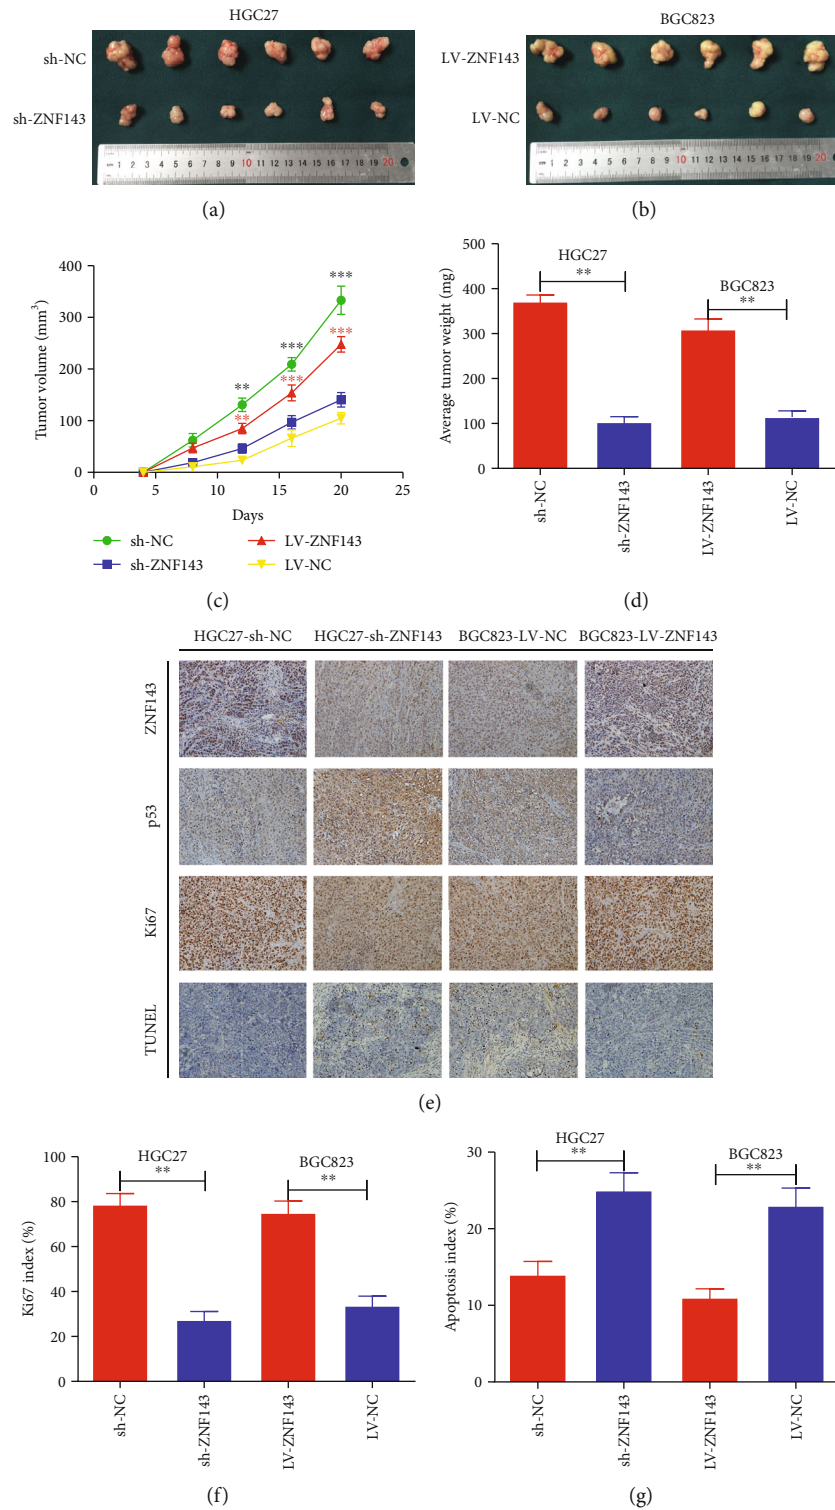 HGC27
sh-NC
sh-ZNF143
1 2 3 4 5 6 7 8 9 10 11 12 13 14 15 16 17 18 19 20
(a)
BGC823
LV-ZNF143
LV-NC
1 2 3 4 5 6 7 8 9 10 11 12 13 14 15 16 17 18 19 20
(b)
Tumor volume (mm³)
400
300
200
100
0
0 5 10 15 20 25
Days
** *** ***
** *** ***
sh-NC
LV-ZNF143
sh-ZNF143
LV-NC
(c)
Average tumor weight (mg)
500
400
300
200
100
0
HGC27
**
BGC823
**
sh-NC
sh-ZNF143
LV-ZNF143
LV-NC
(d)
HGC27-sh-NC HGC27-sh-ZNF143 BGC823-LV-NC BGC823-LV-ZNF143
ZNF143
p53
Ki67
TUNEL
(e)
Ki67 index (%)
100
80
60
40
20
0
HGC27
**
BGC823
**
sh-NC
sh-ZNF143
LV-ZNF143
LV-NC
(f)
Apoptosis index (%)
30
20
10
0
HGC27
**
BGC823
**
sh-NC
sh-ZNF143
LV-ZNF143
LV-NC
(g)